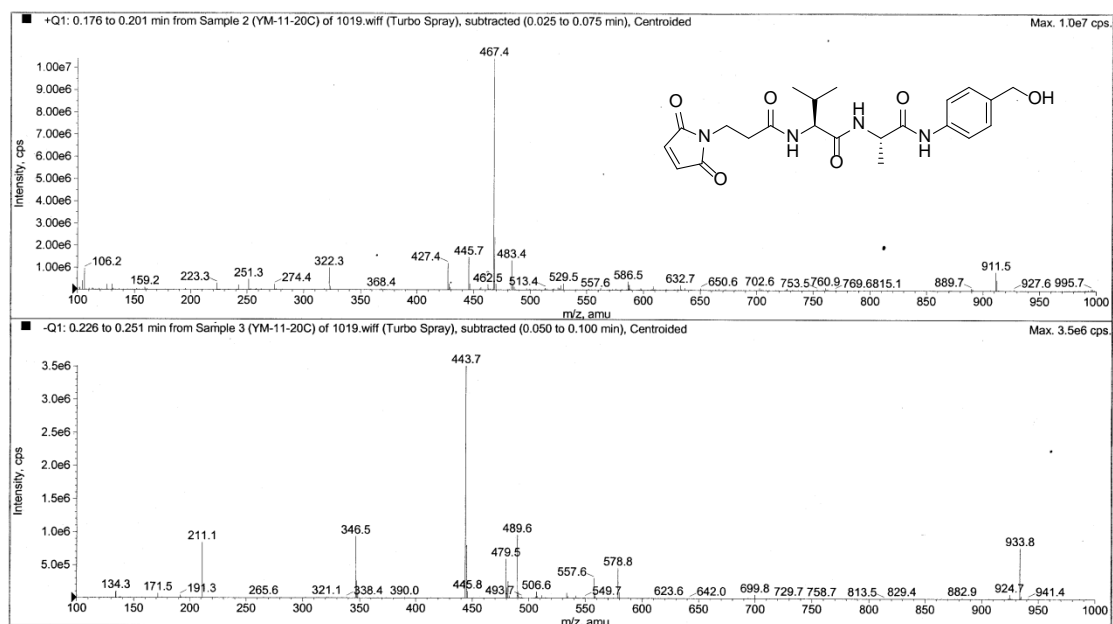 +Q1: 0.176 to 0.201 min from Sample 2 (YM-11-20C) of 1019.wiff (Turbo Spray), subtracted (0.025 to 0.075 min), Centroided Max. 1.0e7 cps.
467.4
1.00e7
9.00e6
8.00e6
7.00e6
6.00e6
5.00e6
4.00e6
3.00e6
2.00e6
1.00e6
Intensity, cps
O
N
O
O
N
H
O
H
N
O
N
H
OH
106.2 159.2 223.3 251.3 274.4 322.3 368.4 427.4 445.7 462.5 483.4 513.4 529.5 557.6 586.5 632.7 650.6 702.6 753.5 760.9 769.6 815.1 889.7 911.5 927.6 995.7
100 150 200 250 300 350 400 450 500 550 600 650 700 750 800 850 900 950 1000
m/z, amu
-Q1: 0.226 to 0.251 min from Sample 3 (YM-11-20C) of 1019.wiff (Turbo Spray), subtracted (0.050 to 0.100 min), Centroided Max. 3.5e6 cps.
443.7
3.5e6
3.0e6
2.5e6
2.0e6
1.5e6
1.0e6
5.0e5
Intensity, cps
134.3 171.5 191.3 211.1 265.6 321.1 346.5 338.4 390.0 445.8 479.5 489.6 493.7 506.6 557.6 549.7 578.8 623.6 642.0 699.8 729.7 758.7 813.5 829.4 882.9 924.7 933.8 941.4
100 150 200 250 300 350 400 450 500 550 600 650 700 750 800 850 900 950 1000
m/z, amu